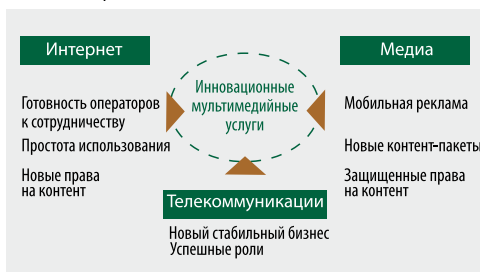 Интернет
Медиа
Инновационные
мультимедийные
услуги
Готовность операторов
к сотрудничеству
Простота использования
Новые права
на контент
Мобильная реклама
Новые контент-пакеты
Защищенные права
на контент
Телекоммуникации
Новый стабильный бизнес
Успешные роли